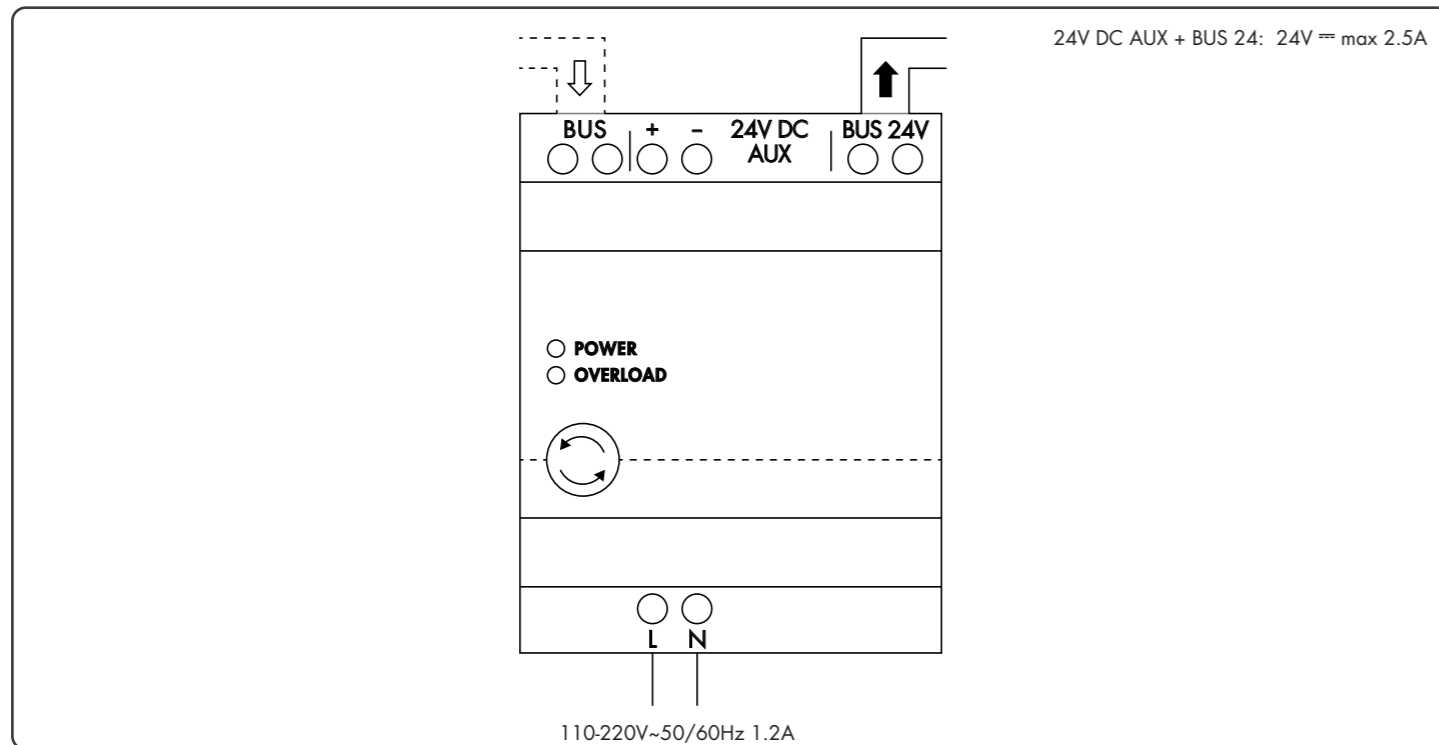 24V DC AUX + BUS 24: 24V ⎓ max 2.5A
BUS + – 24V DC BUS 24V
AUX
POWER
OVERLOAD
L N
110-220V~50/60Hz 1.2A